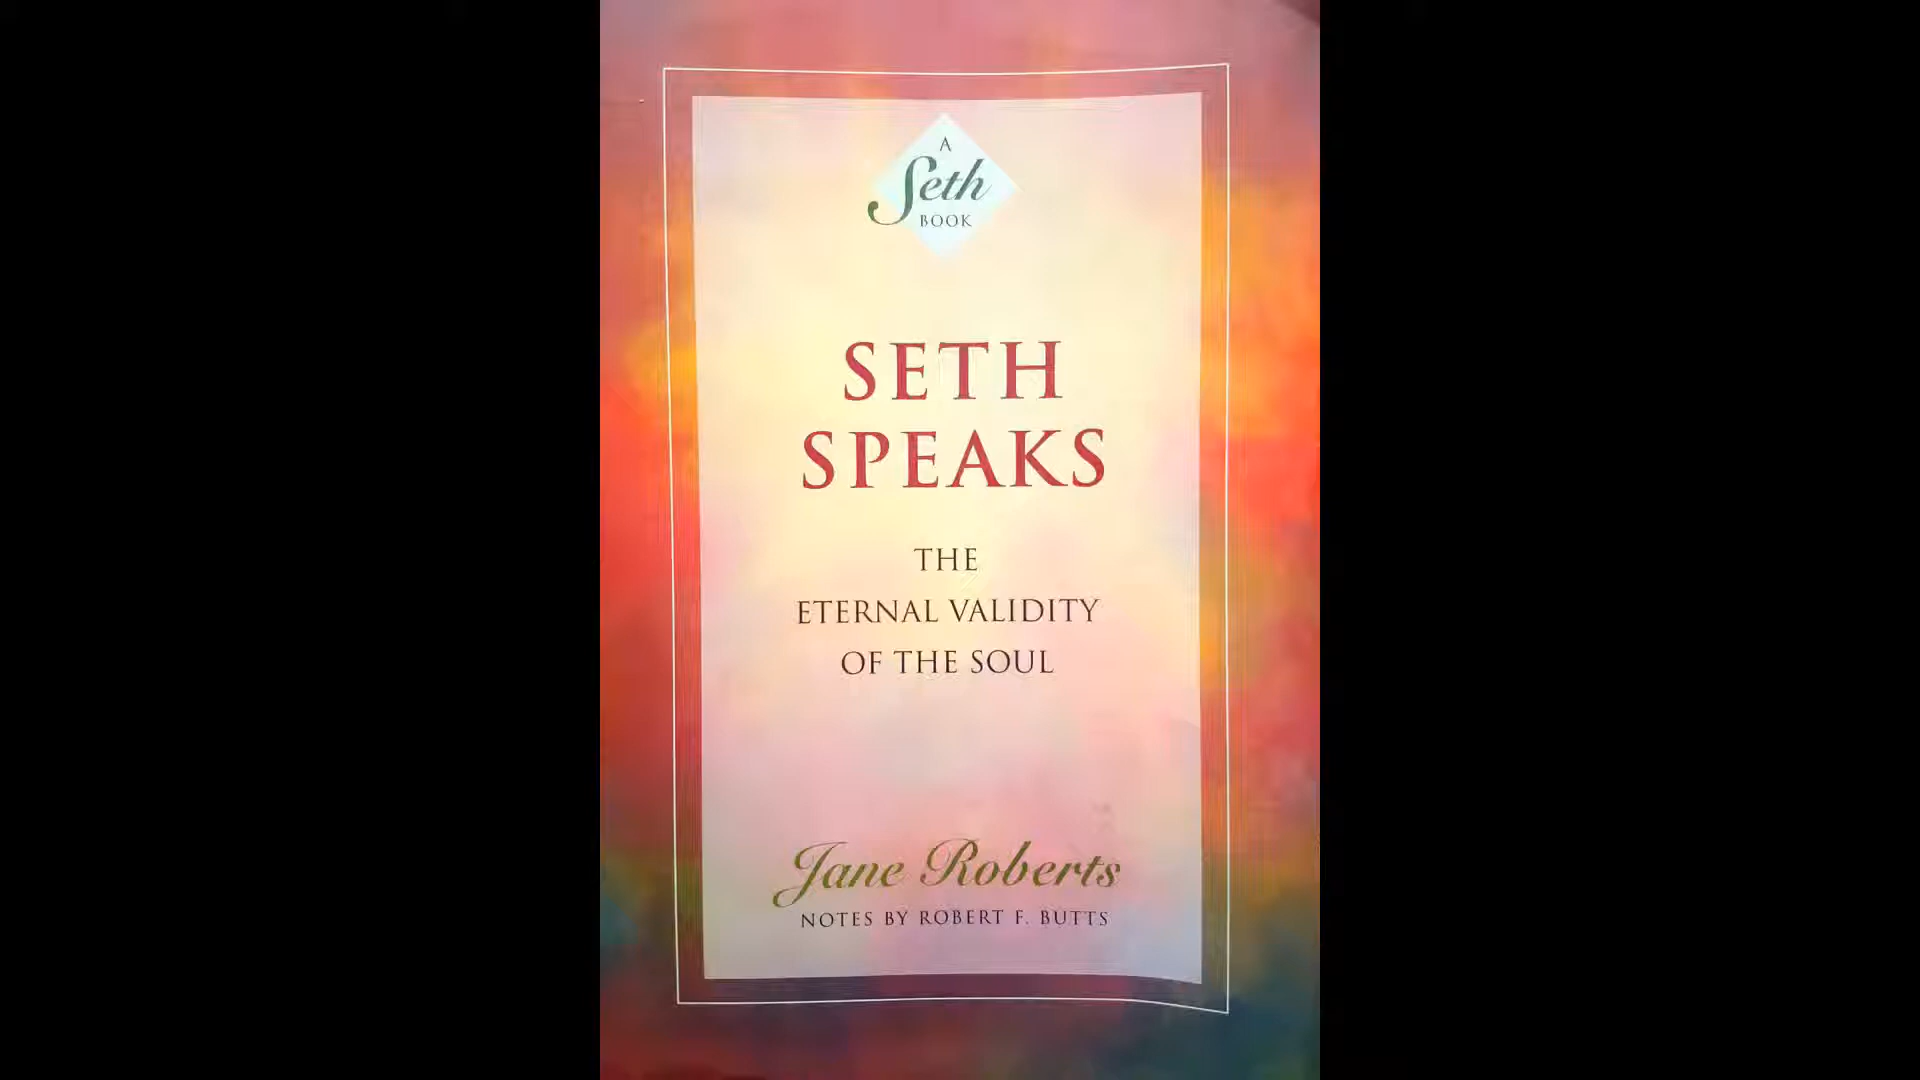 A
Seth
BOOK
SETH
SPEAKS
THE
ETERNAL VALIDITY
OF THE SOUL
Jane Roberts
NOTES BY ROBERT F. BUTTS